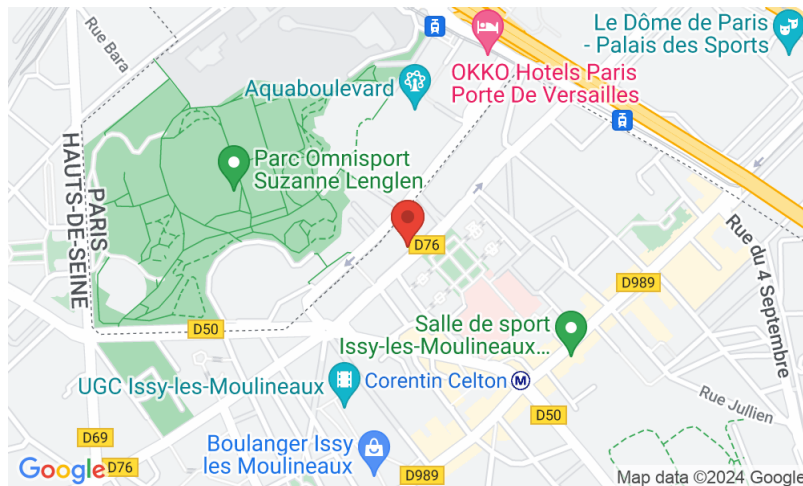 Rue Bara
Le Dôme de Paris
- Palais des Sports
OKKO Hotels Paris
Porte De Versailles
Aquaboulevard
Parc Omnisport
Suzanne Lenglen
PARIS
HAUTS-DE-SEINE
D76
Rue du 4 Septembre
D989
D50
Salle de sport
Issy-les-Moulineaux...
UGC Issy-les-Moulineaux
Corentin Celton
M
D50
Rue Jullien
D69
Boulanger Issy
les Moulineaux
Google
D76
D989
Map data ©2024 Google